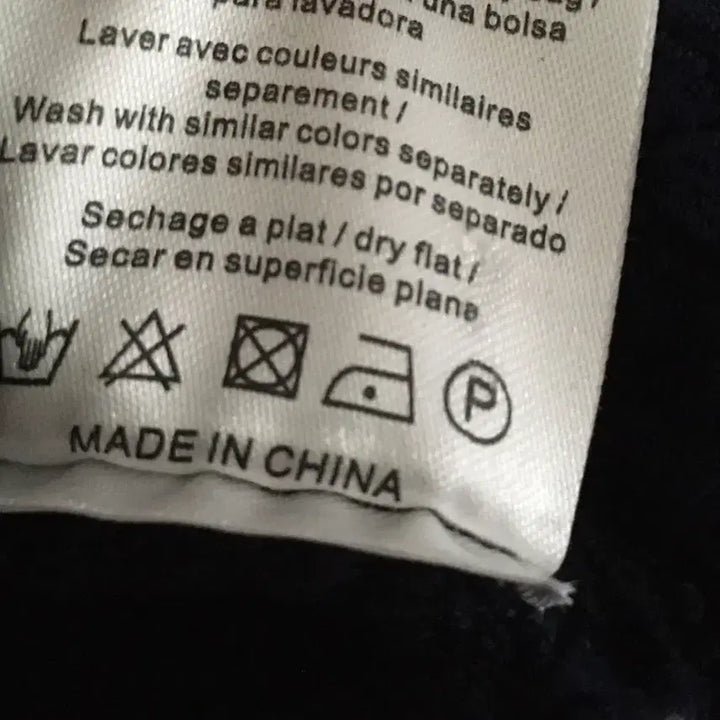 para lavadora
una bolsa
Laver avec couleurs similaires
separement /
Wash with similar colors separately /
Lavar colores similares por separado
Sechage a plat / dry flat /
Secar en superficie plana
P
MADE IN CHINA